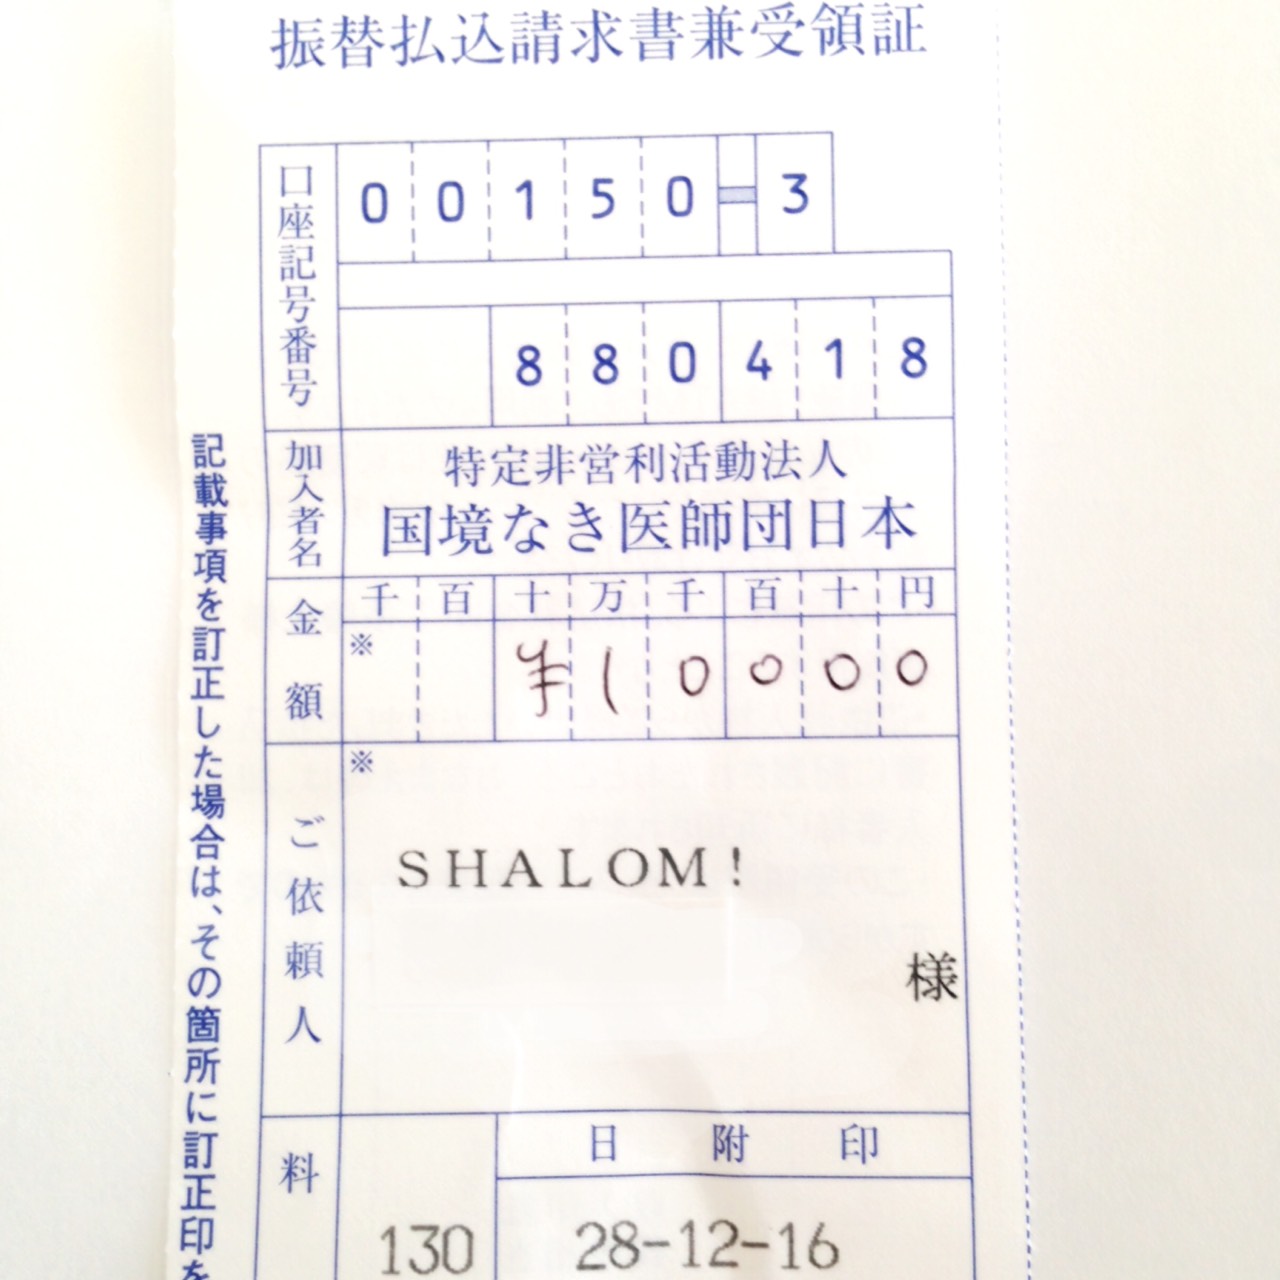 振替払込請求書兼受領証
口座記号番号
00150-3
880418
加入者名
特定非営利活動法人
国境なき医師団日本
金額
千百十万千百十円
※
¥10000
ご依頼人
※
SHALOM!
様
料
130
日附印
28-12-16
記載事項を訂正した場合は、その箇所に訂正印を